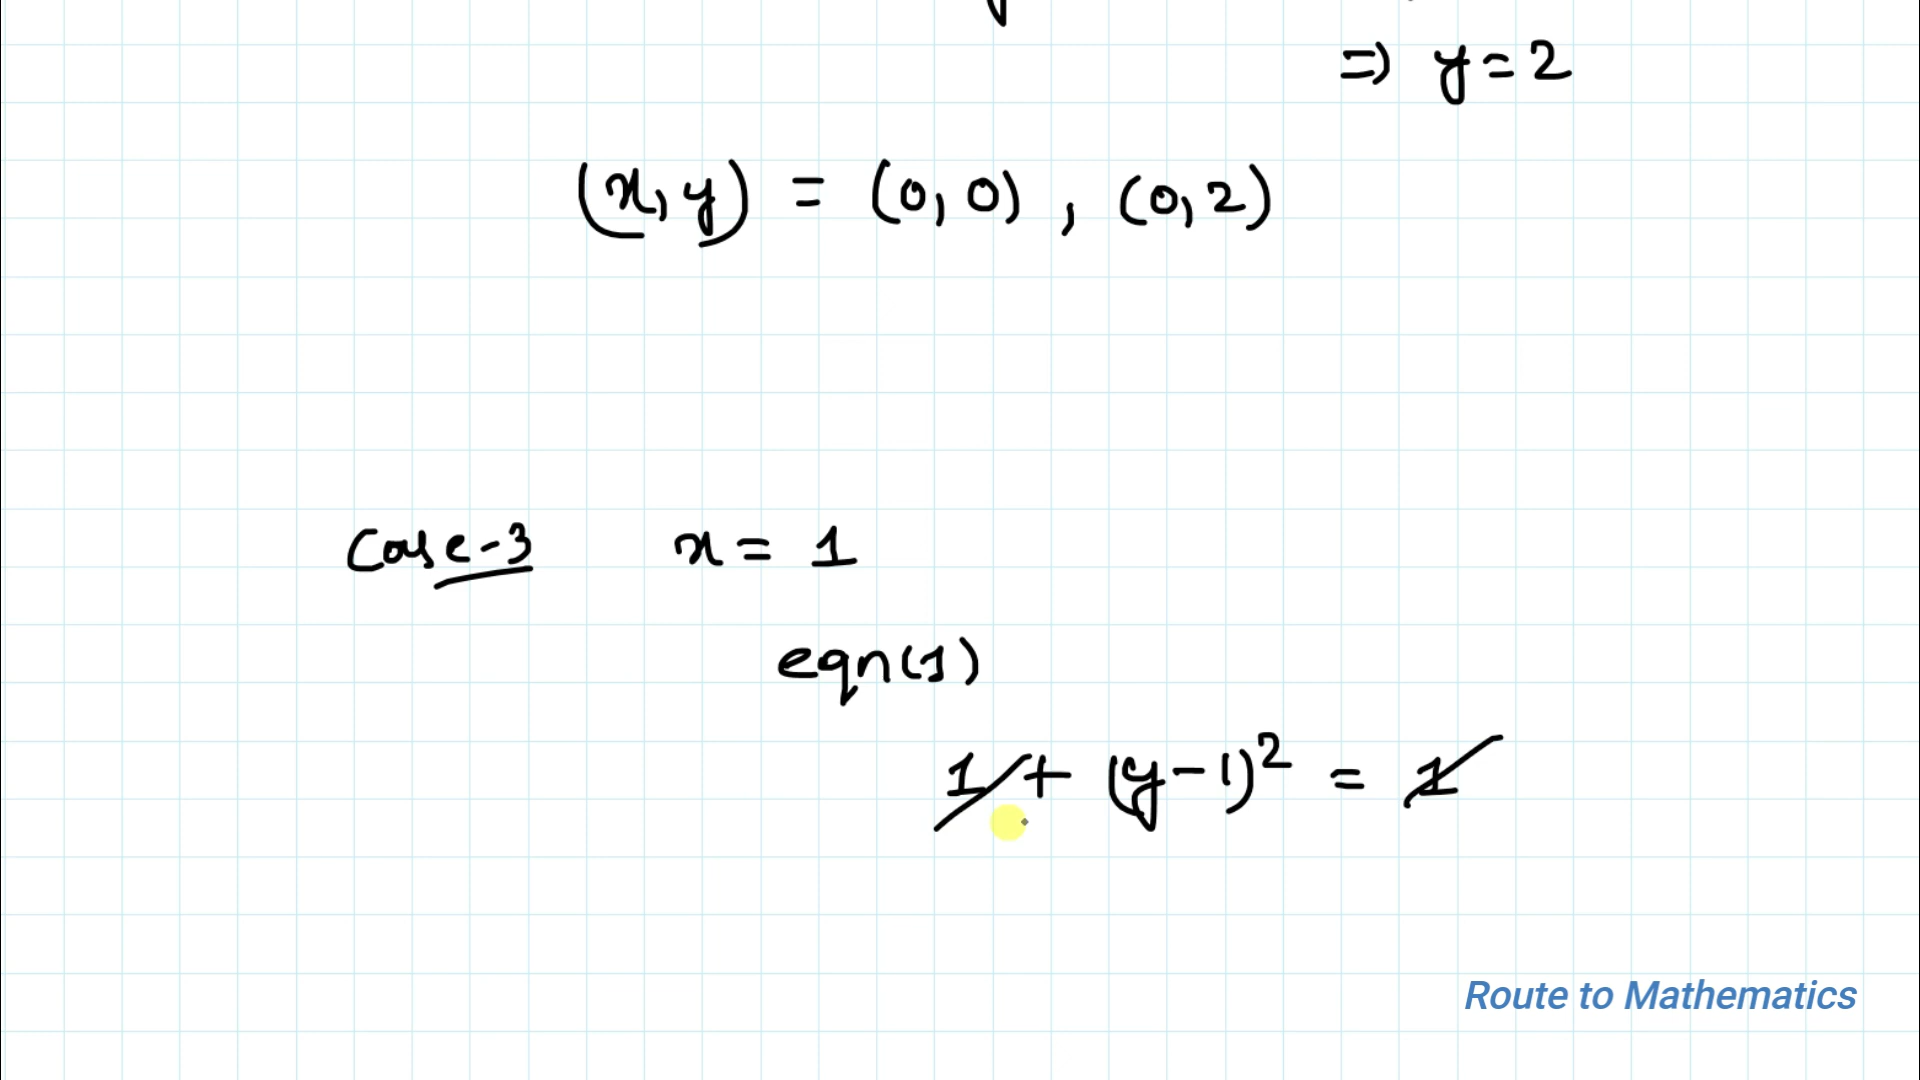 ⇒ y = 2
(x, y) = (0, 0) , (0, 2)
Case-3 x = 1
eqn(1)
1 + (y-1)² = 1
Route to Mathematics